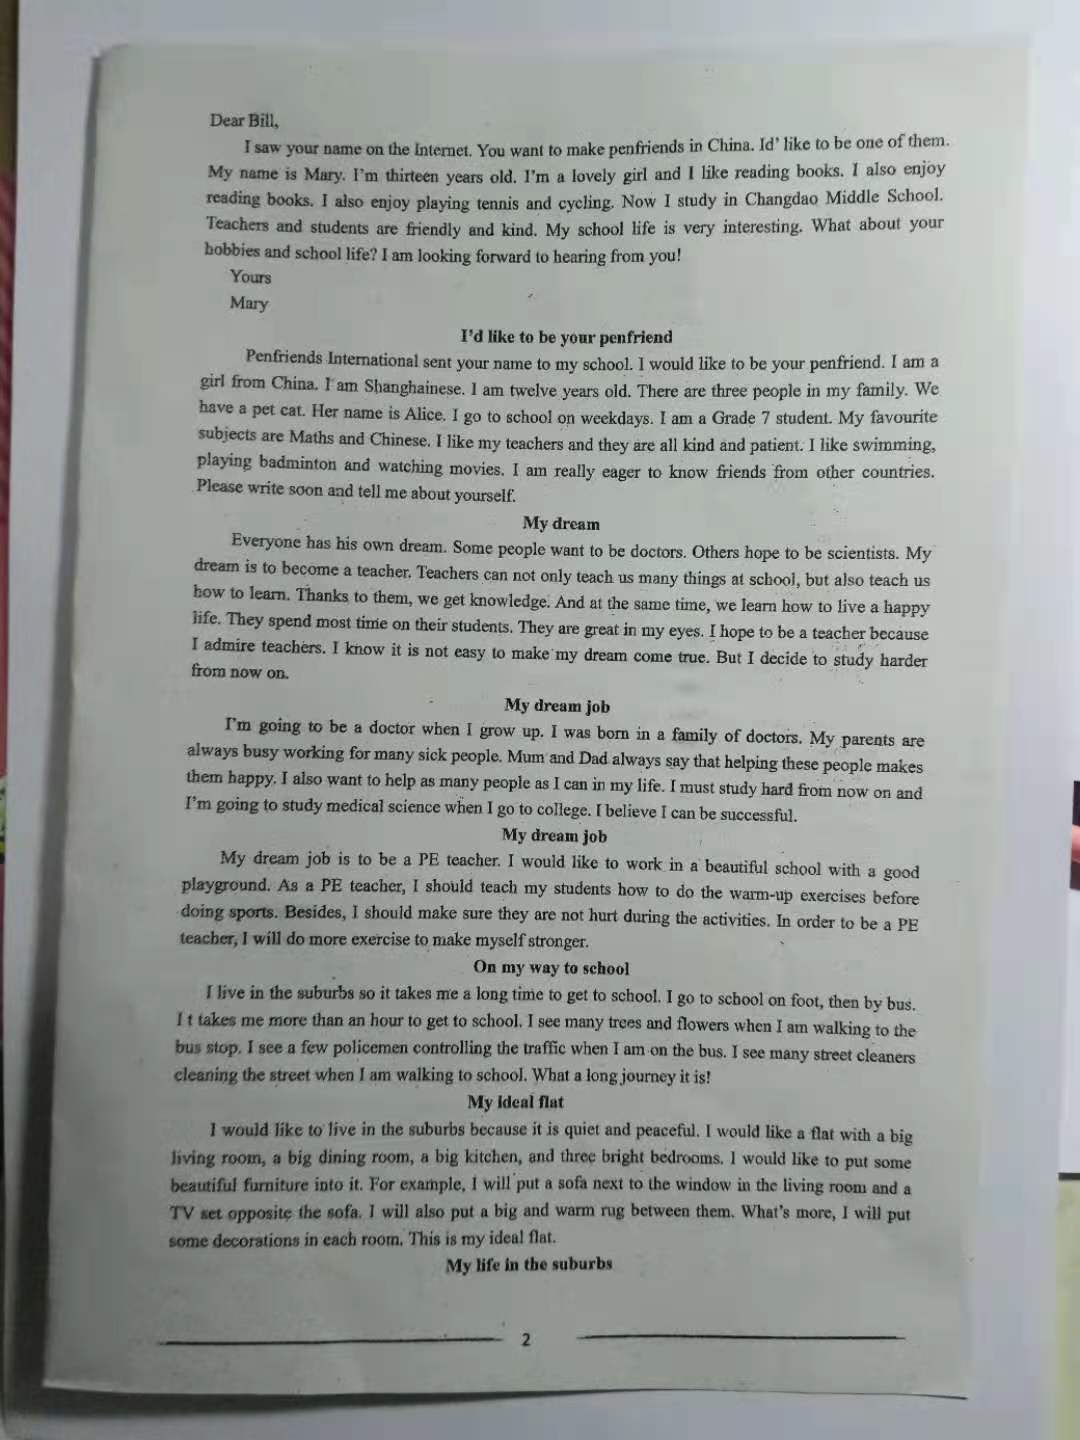 Dear Bill,
I saw your name on the Internet. You want to make penfriends in China. Id' like to be one of them.
My name is Mary. I'm thirteen years old. I'm a lovely girl and I like reading books. I also enjoy
reading books. I also enjoy playing tennis and cycling. Now I study in Changdao Middle School.
Teachers and students are friendly and kind. My school life is very interesting. What about your
hobbies and school life? I am looking forward to hearing from you!
Yours
Mary
I'd like to be your penfriend
Penfriends International sent your name to my school. I would like to be your penfriend. I am a
girl from China. I am Shanghainese. I am twelve years old. There are three people in my family. We
have a pet cat. Her name is Alice. I go to school on weekdays. I am a Grade 7 student. My favourite
subjects are Maths and Chinese. I like my teachers and they are all kind and patient. I like swimming,
playing badminton and watching movies. I am really eager to know friends from other countries.
Please write soon and tell me about yourself.
My dream
Everyone has his own dream. Some people want to be doctors. Others hope to be scientists. My
dream is to become a teacher. Teachers can not only teach us many things at school, but also teach us
how to learn. Thanks to them, we get knowledge. And at the same time, we learn how to live a happy
life. They spend most time on their students. They are great in my eyes. I hope to be a teacher because
I admire teachers. I know it is not easy to make my dream come true. But I decide to study harder
from now on.
My dream job
I'm going to be a doctor when I grow up. I was born in a family of doctors. My parents are
always busy working for many sick people. Mum and Dad always say that helping these people makes
them happy. I also want to help as many people as I can in my life. I must study hard from now on and
I'm going to study medical science when I go to college. I believe I can be successful.
My dream job
My dream job is to be a PE teacher. I would like to work in a beautiful school with a good
playground. As a PE teacher, I should teach my students how to do the warm-up exercises before
doing sports. Besides, I should make sure they are not hurt during the activities. In order to be a PE
teacher, I will do more exercise to make myself stronger.
On my way to school
I live in the suburbs so it takes me a long time to get to school. I go to school on foot, then by bus.
I t takes me more than an hour to get to school. I see many trees and flowers when I am walking to the
bus stop. I see a few policemen controlling the traffic when I am on the bus. I see many street cleaners
cleaning the street when I am walking to school. What a long journey it is!
My ideal flat
I would like to live in the suburbs because it is quiet and peaceful. I would like a flat with a big
living room, a big dining room, a big kitchen, and three bright bedrooms. I would like to put some
beautiful furniture into it. For example, I will put a sofa next to the window in the living room and a
TV set opposite the sofa. I will also put a big and warm rug between them. What's more, I will put
some decorations in each room. This is my ideal flat.
My life in the suburbs
2